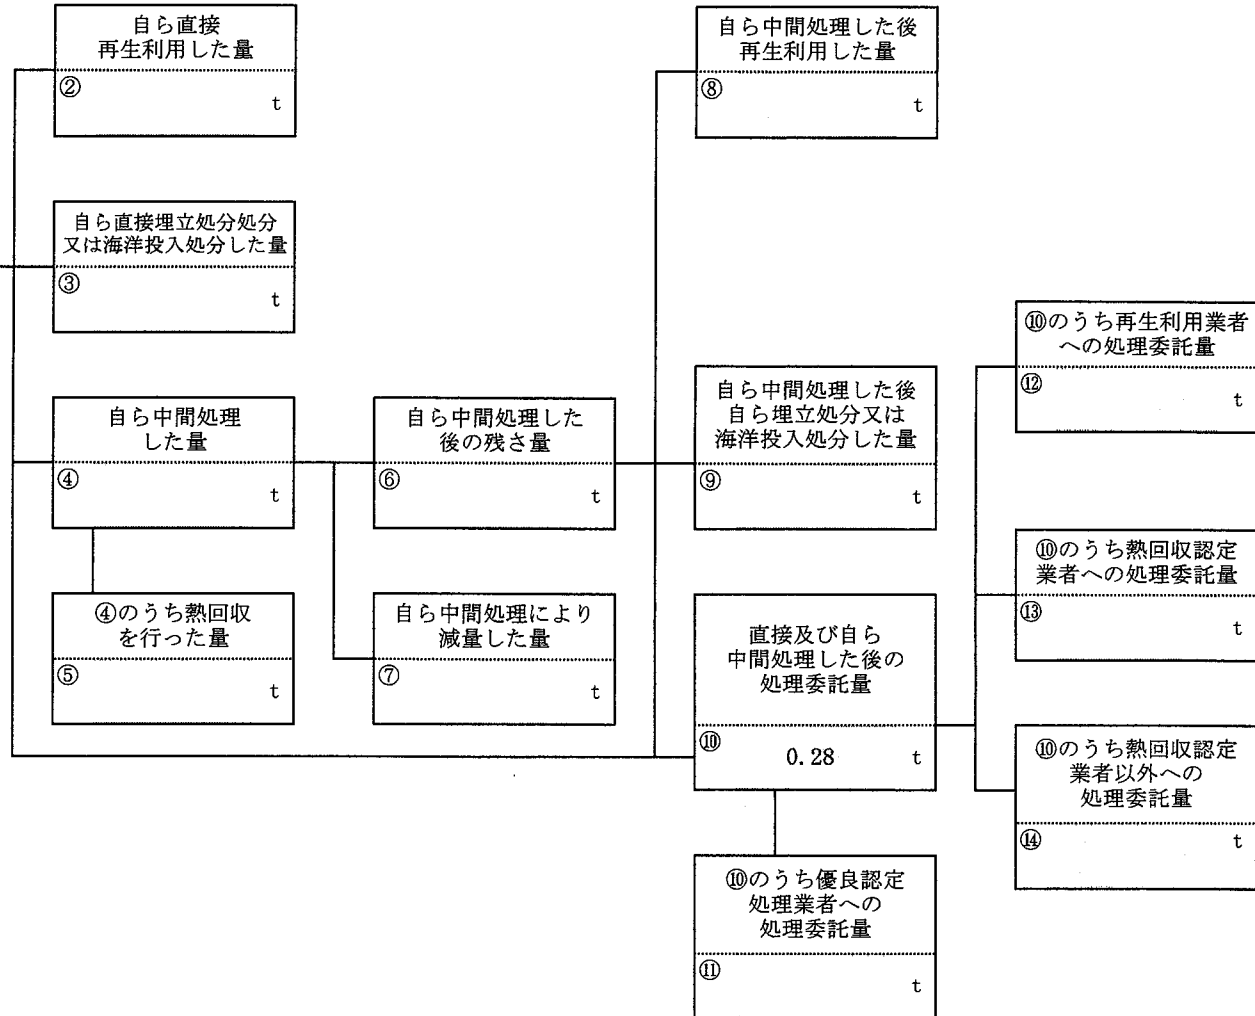 自ら直接
再生利用した量
②
t
自ら中間処理した後
再生利用した量
⑧
t
自ら直接埋立処分処分
又は海洋投入処分した量
③
t
⑩のうち再生利用業者
への処理委託量
⑫
t
自ら中間処理
した量
④
t
自ら中間処理した
後の残さ量
⑥
t
自ら中間処理した後
自ら埋立処分又は
海洋投入処分した量
⑨
t
⑩のうち熱回収認定
業者への処理委託量
⑬
t
④のうち熱回収
を行った量
⑤
t
自ら中間処理により
減量した量
⑦
t
直接及び自ら
中間処理した後の
処理委託量
⑩ 0.28 t
⑩のうち熱回収認定
業者以外への
処理委託量
⑭
t
⑩のうち優良認定
処理業者への
処理委託量
⑪
t